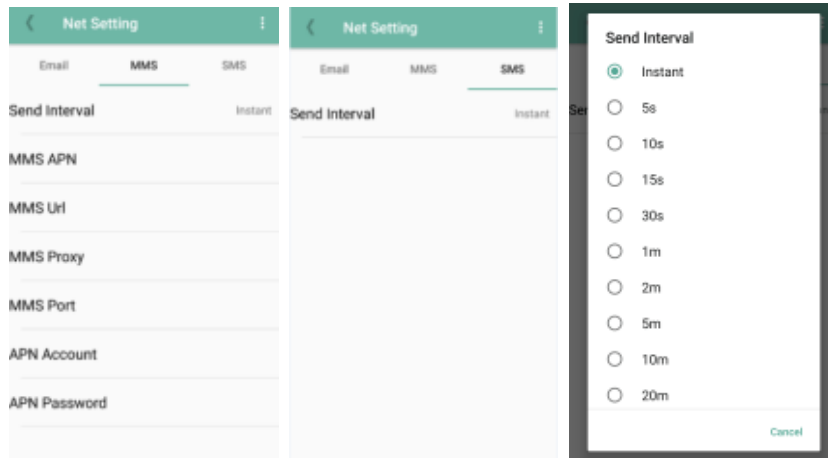 Net Setting
Email MMS SMS
Send Interval Instant
MMS APN
MMS Url
MMS Proxy
MMS Port
APN Account
APN Password
Net Setting
Email MMS SMS
Send Interval Instant
Send Interval
Instant
5s
10s
15s
30s
1m
2m
5m
10m
20m
Cancel
Ser